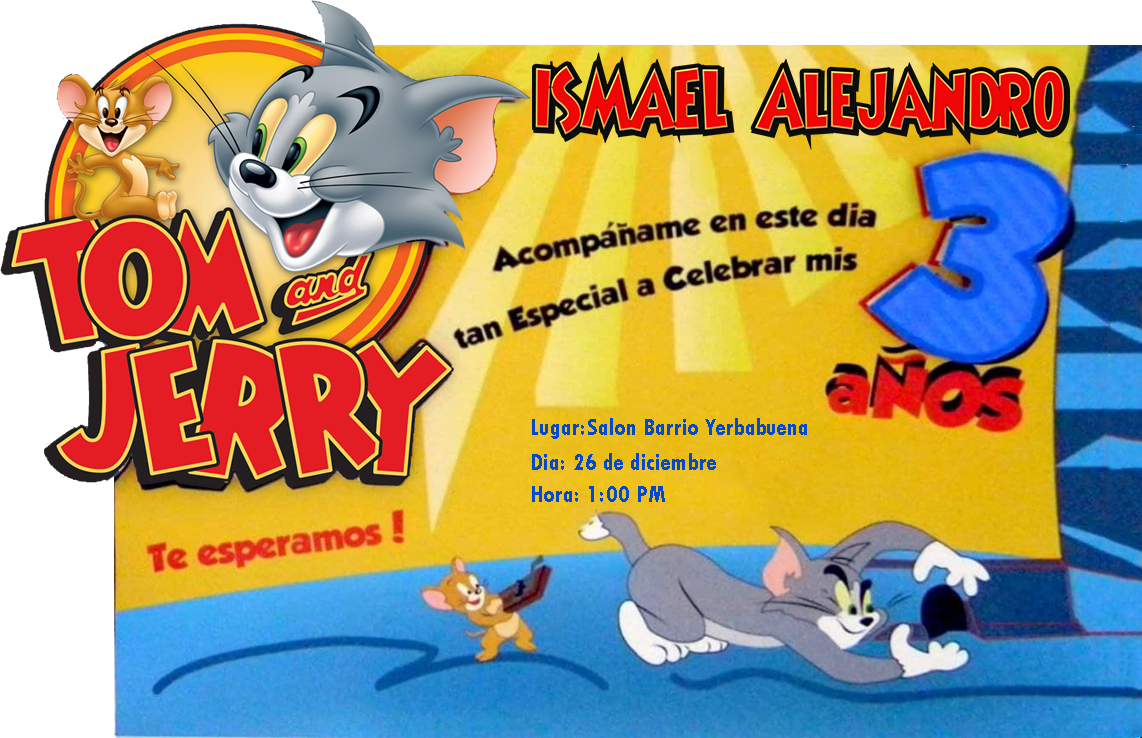 TOM
and
JERRY
ISMAEL ALEJANDRO
Acompáñame en este dia
tan Especial a Celebrar mis
3
aÑOS
Lugar:Salon Barrio Yerbabuena
Dia: 26 de diciembre
Hora: 1:00 PM
Te esperamos !